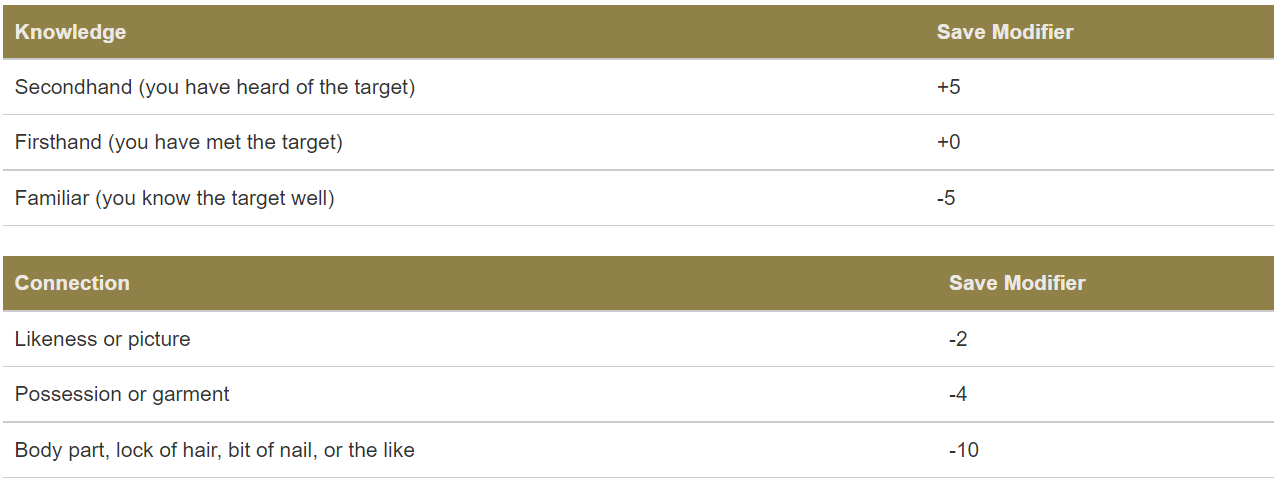 Knowledge Save Modifier
Secondhand (you have heard of the target) +5
Firsthand (you have met the target) +0
Familiar (you know the target well) -5
Connection Save Modifier
Likeness or picture -2
Possession or garment -4
Body part, lock of hair, bit of nail, or the like -10